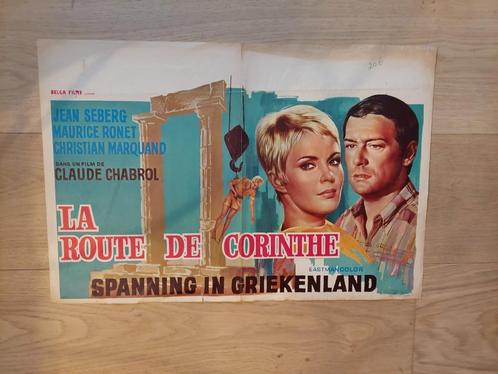 BELGA FILMS
JEAN SEBERG
MAURICE RONET
CHRISTIAN MARQUAND
DANS UN FILM DE
CLAUDE CHABROL
LA
ROUTE DE CORINTHE
EASTMANCOLOR
SPANNING IN GRIEKENLAND